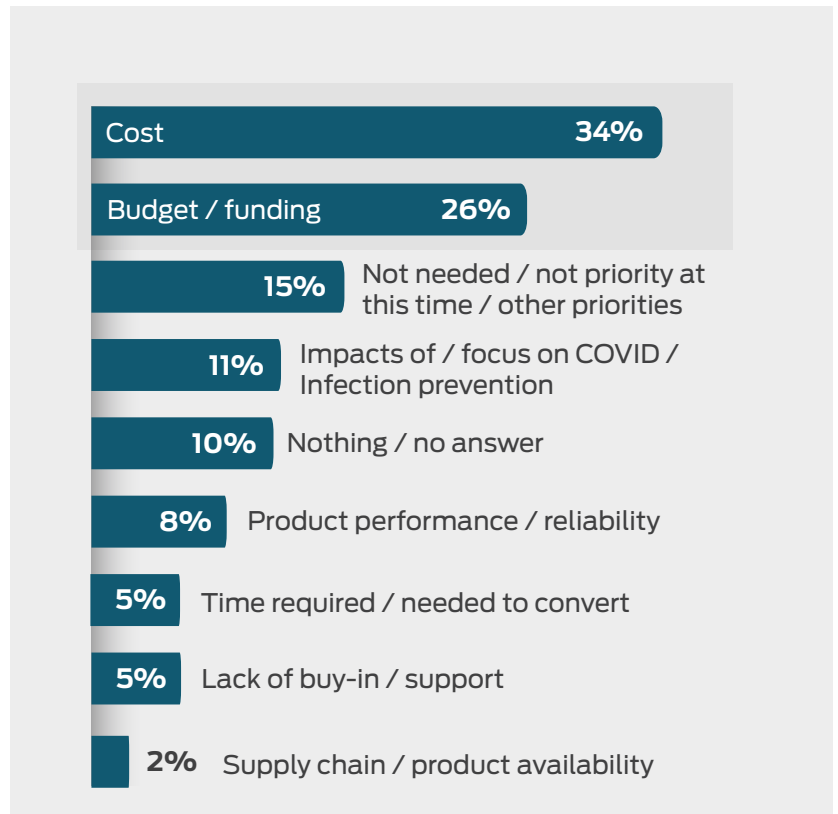 Cost 34%
Budget / funding 26%
15% Not needed / not priority at
this time / other priorities
11% Impacts of / focus on COVID /
Infection prevention
10% Nothing / no answer
8% Product performance / reliability
5% Time required / needed to convert
5% Lack of buy-in / support
2% Supply chain / product availability